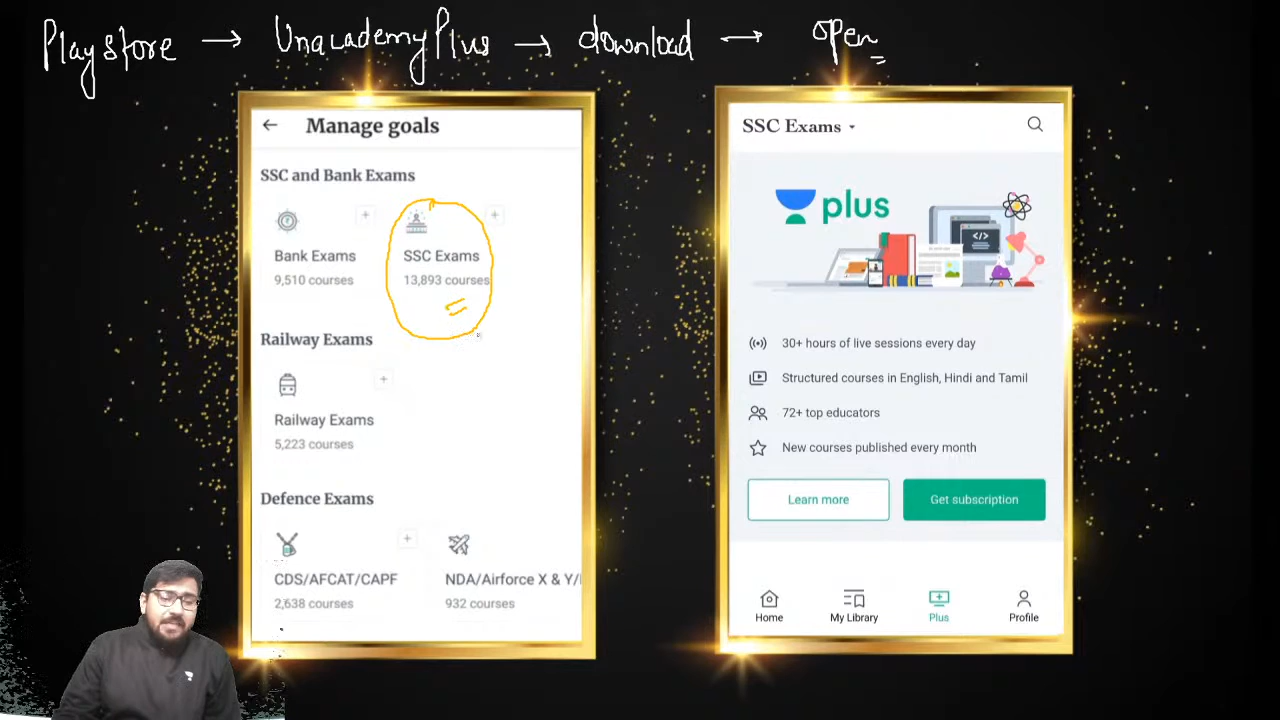 Playstore → Unacademy Plus → download → open
Manage goals
SSC and Bank Exams
Bank Exams
9,510 courses
SSC Exams
13,893 courses
Railway Exams
Railway Exams
5,223 courses
Defence Exams
CDS/AFCAT/CAPF
2,638 courses
NDA/Airforce X & Y/
932 courses
SSC Exams
plus
30+ hours of live sessions every day
Structured courses in English, Hindi and Tamil
72+ top educators
New courses published every month
Learn more
Get subscription
Home
My Library
Plus
Profile